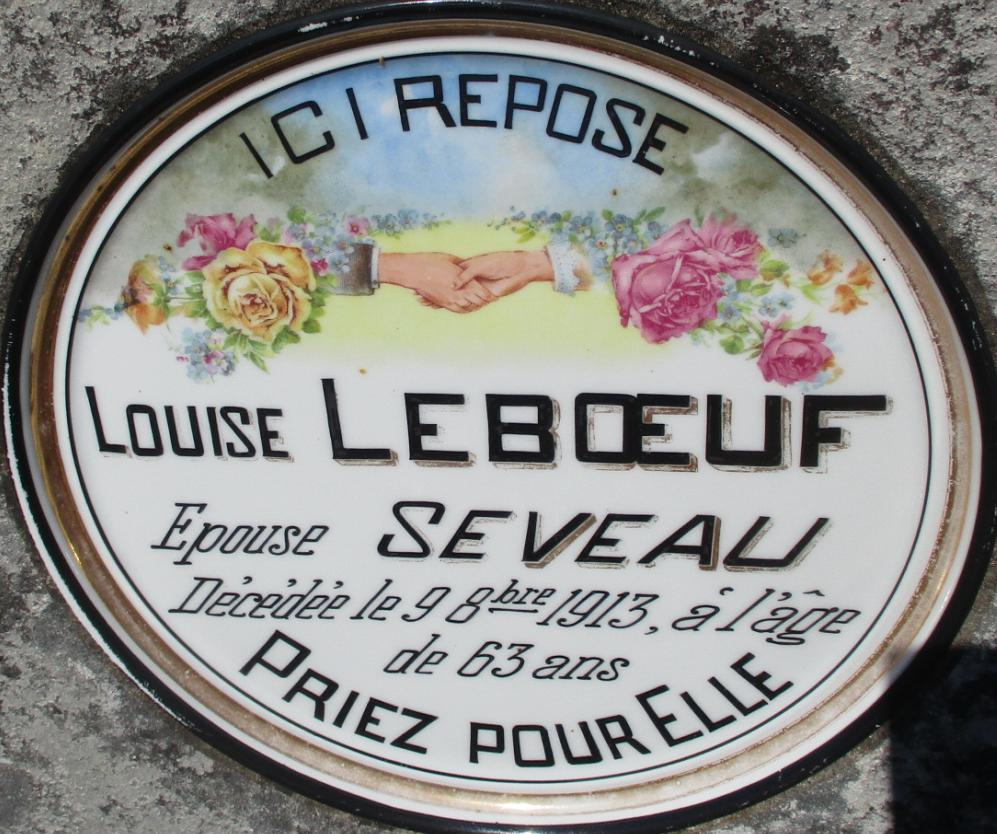 ICI REPOSE
LOUISE LEBŒUF
Epouse SEVEAU
Décédée le 9 8bre 1913, á l'âge
de 63 ans
PRIEZ POUR ELLE